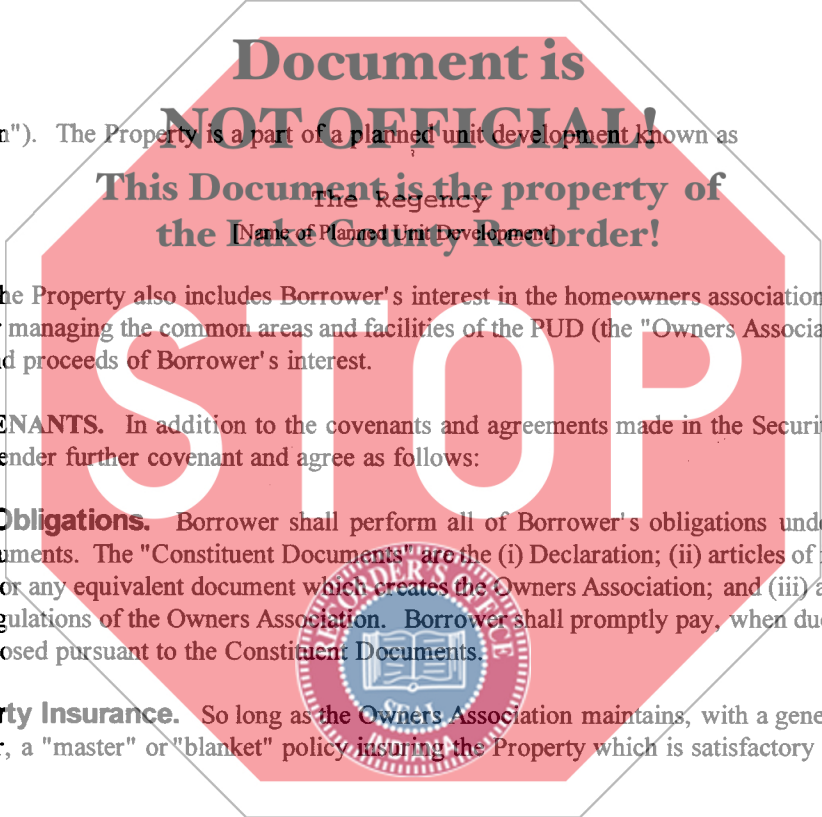 Document is
NOT OFFICIAL!
n"). The Property is a part of a planned unit development known as
This Document is the property of
The Regency
the Lake County Recorder!
[Name of Planned Unit Development]
he Property also includes Borrower's interest in the homeowners association
managing the common areas and facilities of the PUD (the "Owners Associa
d proceeds of Borrower's interest.
STOP
ENANTS. In addition to the covenants and agreements made in the Securit
ender further covenant and agree as follows:
Obligations. Borrower shall perform all of Borrower's obligations unde
uments. The "Constituent Documents" are the (i) Declaration; (ii) articles of
or any equivalent document which creates the Owners Association; and (iii) a
gulations of the Owners Association. Borrower shall promptly pay, when due
osed pursuant to the Constituent Documents.
RECORDER'S OFFICE
SEAL
INDIANA
rty Insurance. So long as the Owners Association maintains, with a gene
r, a "master" or "blanket" policy insuring the Property which is satisfactory